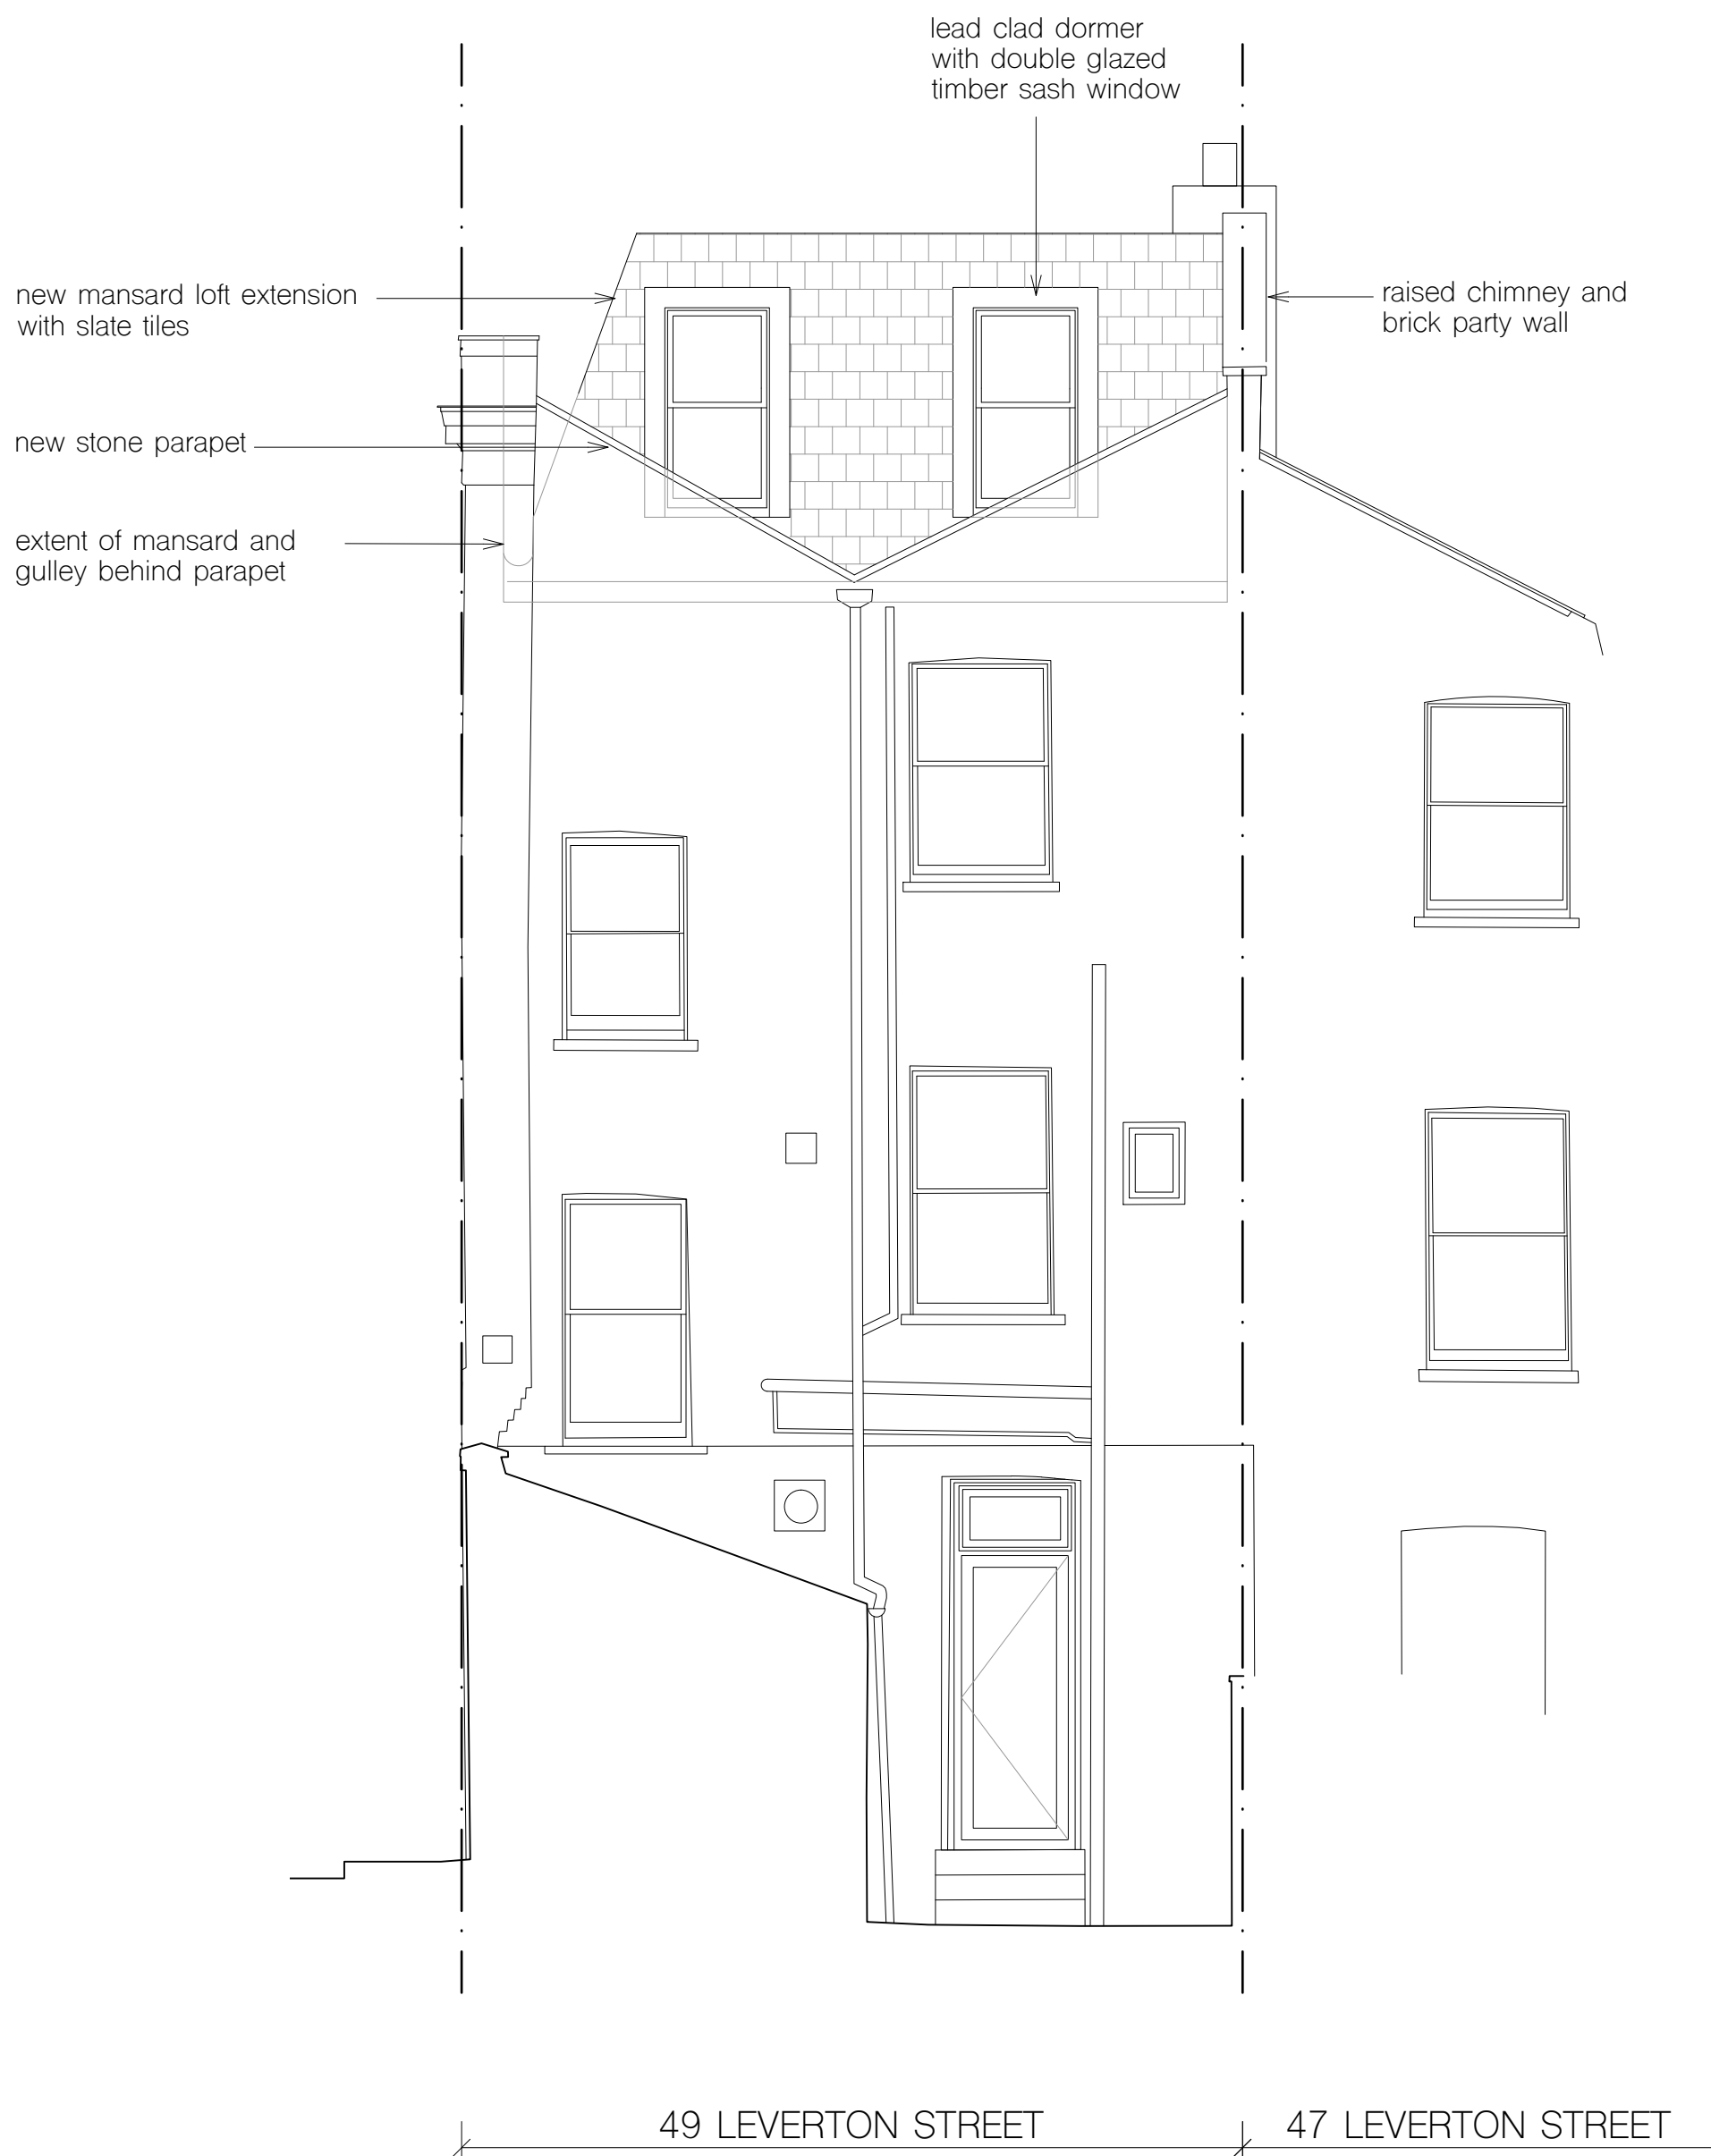 lead clad dormer
with double glazed
timber sash window
new mansard loft extension
with slate tiles
raised chimney and
brick party wall
new stone parapet
extent of mansard and
gulley behind parapet
49 LEVERTON STREET
47 LEVERTON STREET